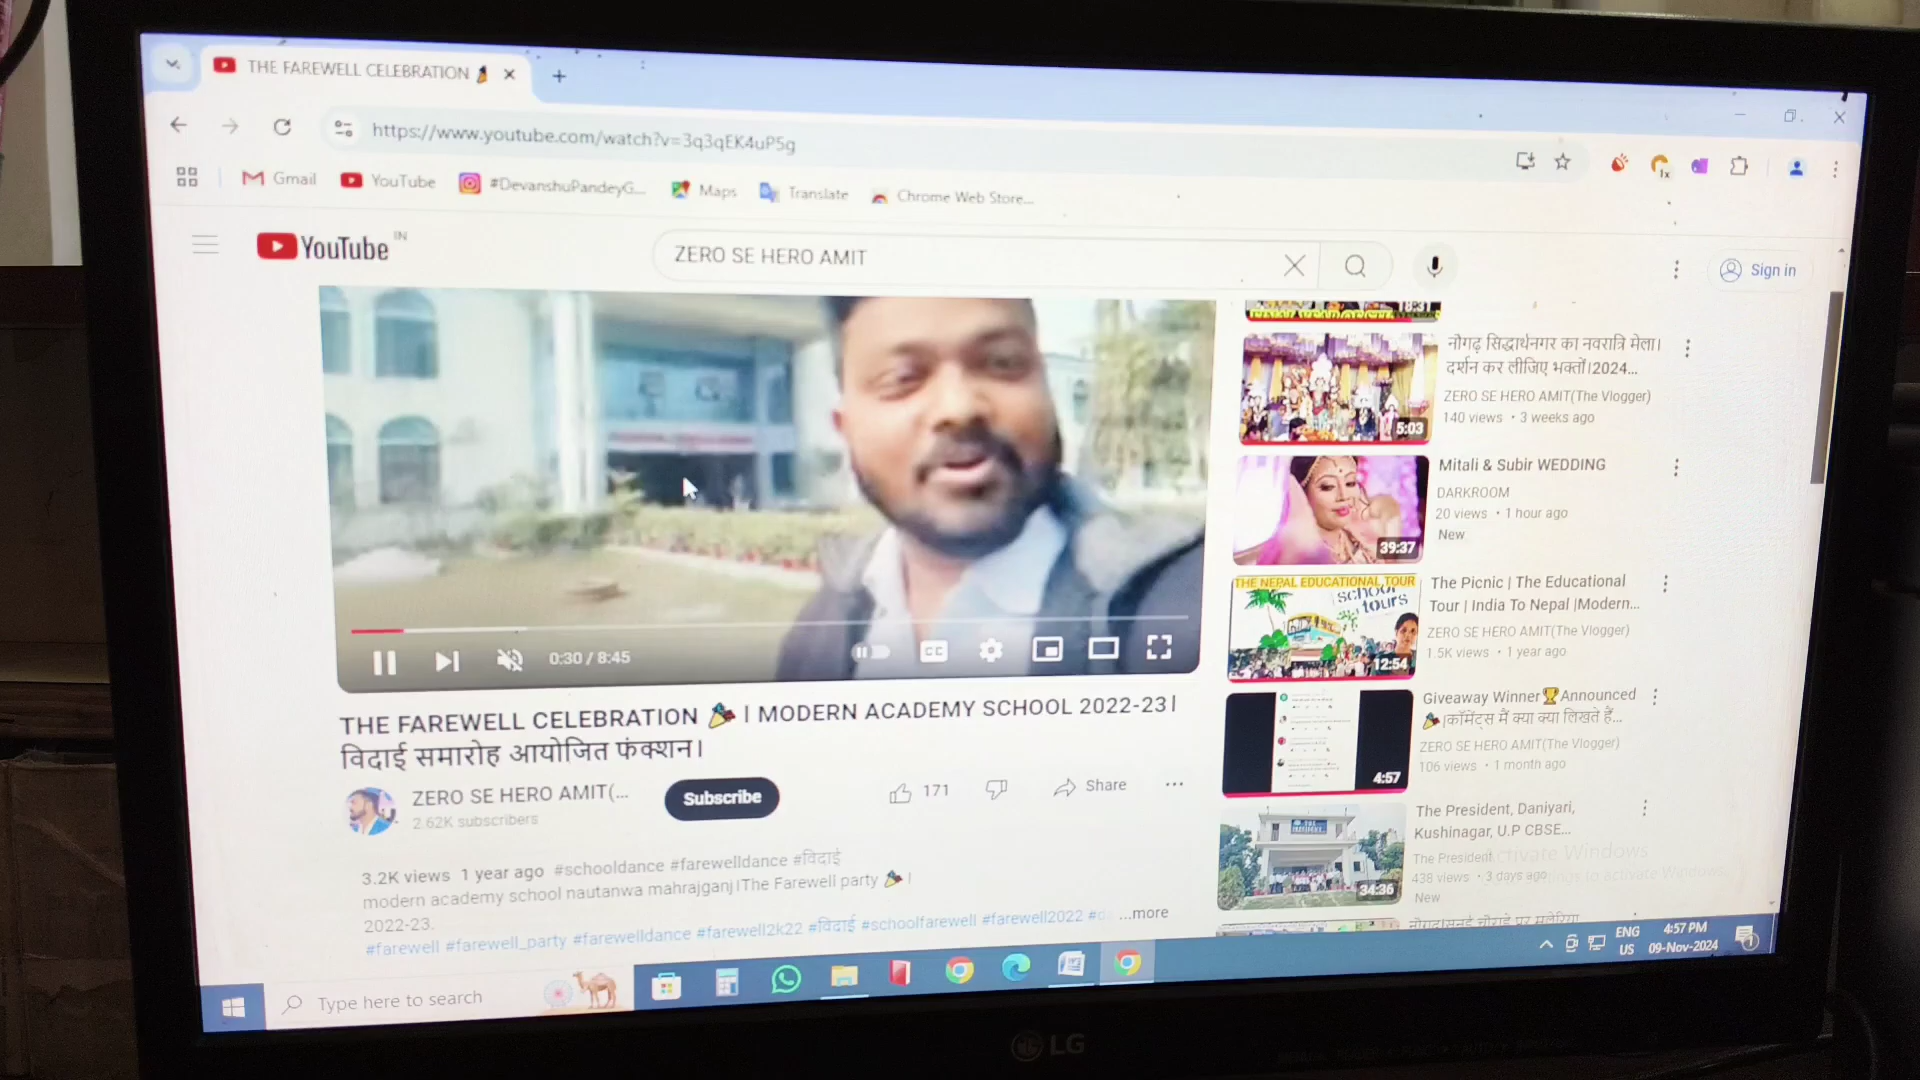 THE FAREWELL CELEBRATION
https://www.youtube.com/watch?v=3q3qEK4uP5g
Gmail
YouTube
#DevanshuPandeyG...
Maps
Translate
Chrome Web Store...
1x
YouTube IN
ZERO SE HERO AMIT
Sign in
18:31
नौगढ़ सिद्धार्थनगर का नवरात्रि मेला।
दर्शन कर लीजिए भक्तों।2024...
ZERO SE HERO AMIT(The Vlogger)
140 views • 3 weeks ago
5:03
Mitali & Subir WEDDING
DARKROOM
20 views • 1 hour ago
New
39:37
THE NEPAL EDUCATIONAL TOUR
school
tours
12:54
The Picnic | The Educational
Tour | India To Nepal |Modern...
ZERO SE HERO AMIT(The Vlogger)
1.5K views • 1 year ago
Giveaway Winner🏆Announced
🎉।कॉमेंट्स मैं क्या क्या लिखते हैं...
ZERO SE HERO AMIT(The Vlogger)
106 views • 1 month ago
4:57
The President, Daniyari,
Kushinagar, U.P CBSE...
The President
438 views • 3 days ago
New
34:36
0:30 / 8:45
CC
THE FAREWELL CELEBRATION 🎉 | MODERN ACADEMY SCHOOL 2022-23|
विदाई समारोह आयोजित फंक्शन।
ZERO SE HERO AMIT(...
2.62K subscribers
Subscribe
171
Share
3.2K views 1 year ago #schooldance #farewelldance #विदाई
modern academy school nautanwa mahrajganj।The Farewell party 🎉 |
2022-23.
#farewell #farewell_party #farewelldance #farewell2k22 #विदाई #schoolfarewell #farewell2022 ...more
Activate Windows
Type here to search
ENG
US
4:57 PM
09-Nov-2024
1
LG